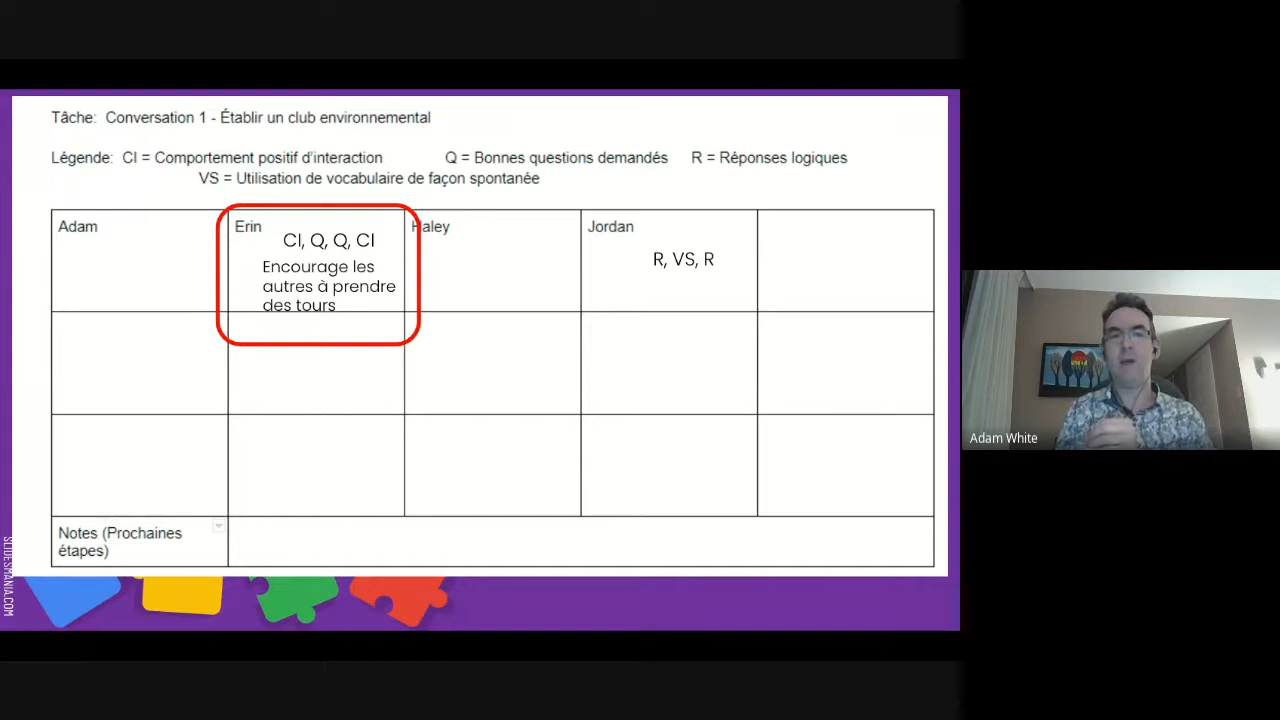 Tâche: Conversation 1 - Établir un club environnemental
Légende: CI = Comportement positif d'interaction Q = Bonnes questions demandés R = Réponses logiques
VS = Utilisation de vocabulaire de façon spontanée
Adam
Erin
CI, Q, Q, CI
Encourage les
autres à prendre
des tours
Haley
Jordan
R, VS, R
Notes (Prochaines
étapes)
SLIDESMANIA.COM
Adam White